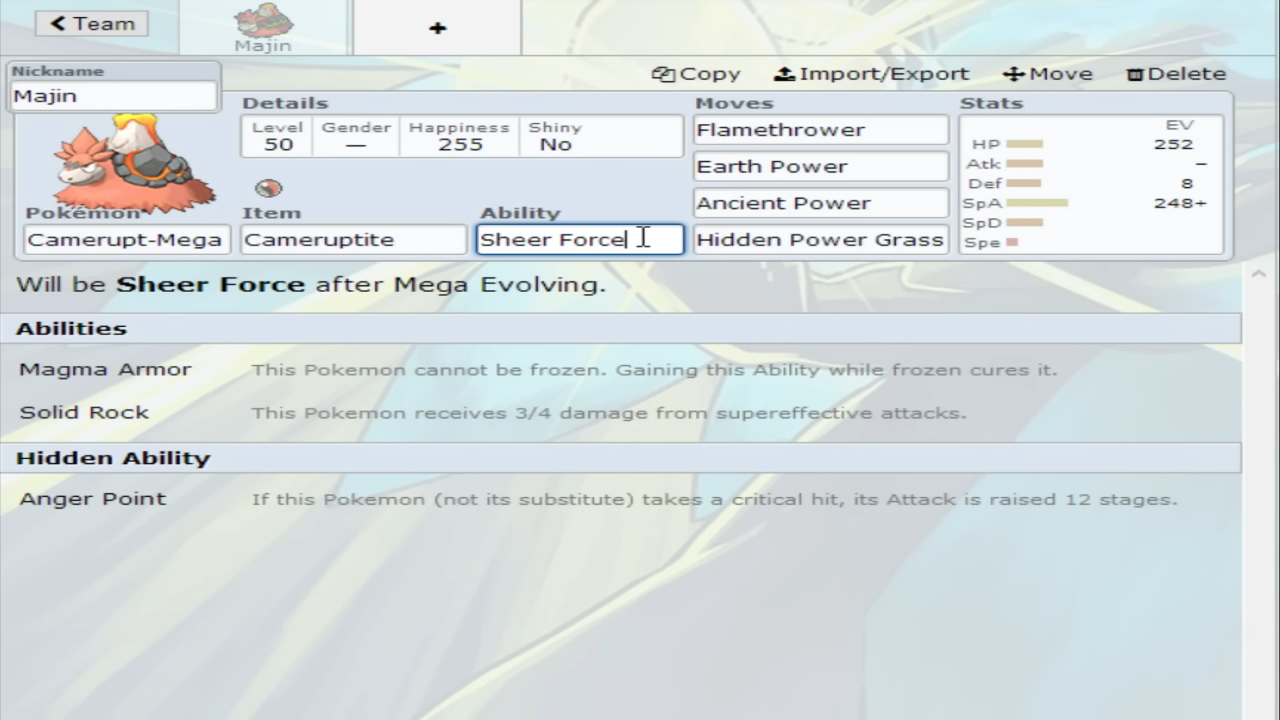 Team
Majin
+
Copy Import/Export Move Delete
Nickname
Majin
Details
Level Gender Happiness Shiny
50 — 255 No
Pokémon
Camerupt-Mega
Item
Cameruptite
Ability
Sheer Force
Moves
Flamethrower
Earth Power
Ancient Power
Hidden Power Grass
Stats
EV
HP 252
Atk –
Def 8
SpA 248+
SpD
Spe
Will be Sheer Force after Mega Evolving.
Abilities
Magma Armor This Pokemon cannot be frozen. Gaining this Ability while frozen cures it.
Solid Rock This Pokemon receives 3/4 damage from supereffective attacks.
Hidden Ability
Anger Point If this Pokemon (not its substitute) takes a critical hit, its Attack is raised 12 stages.